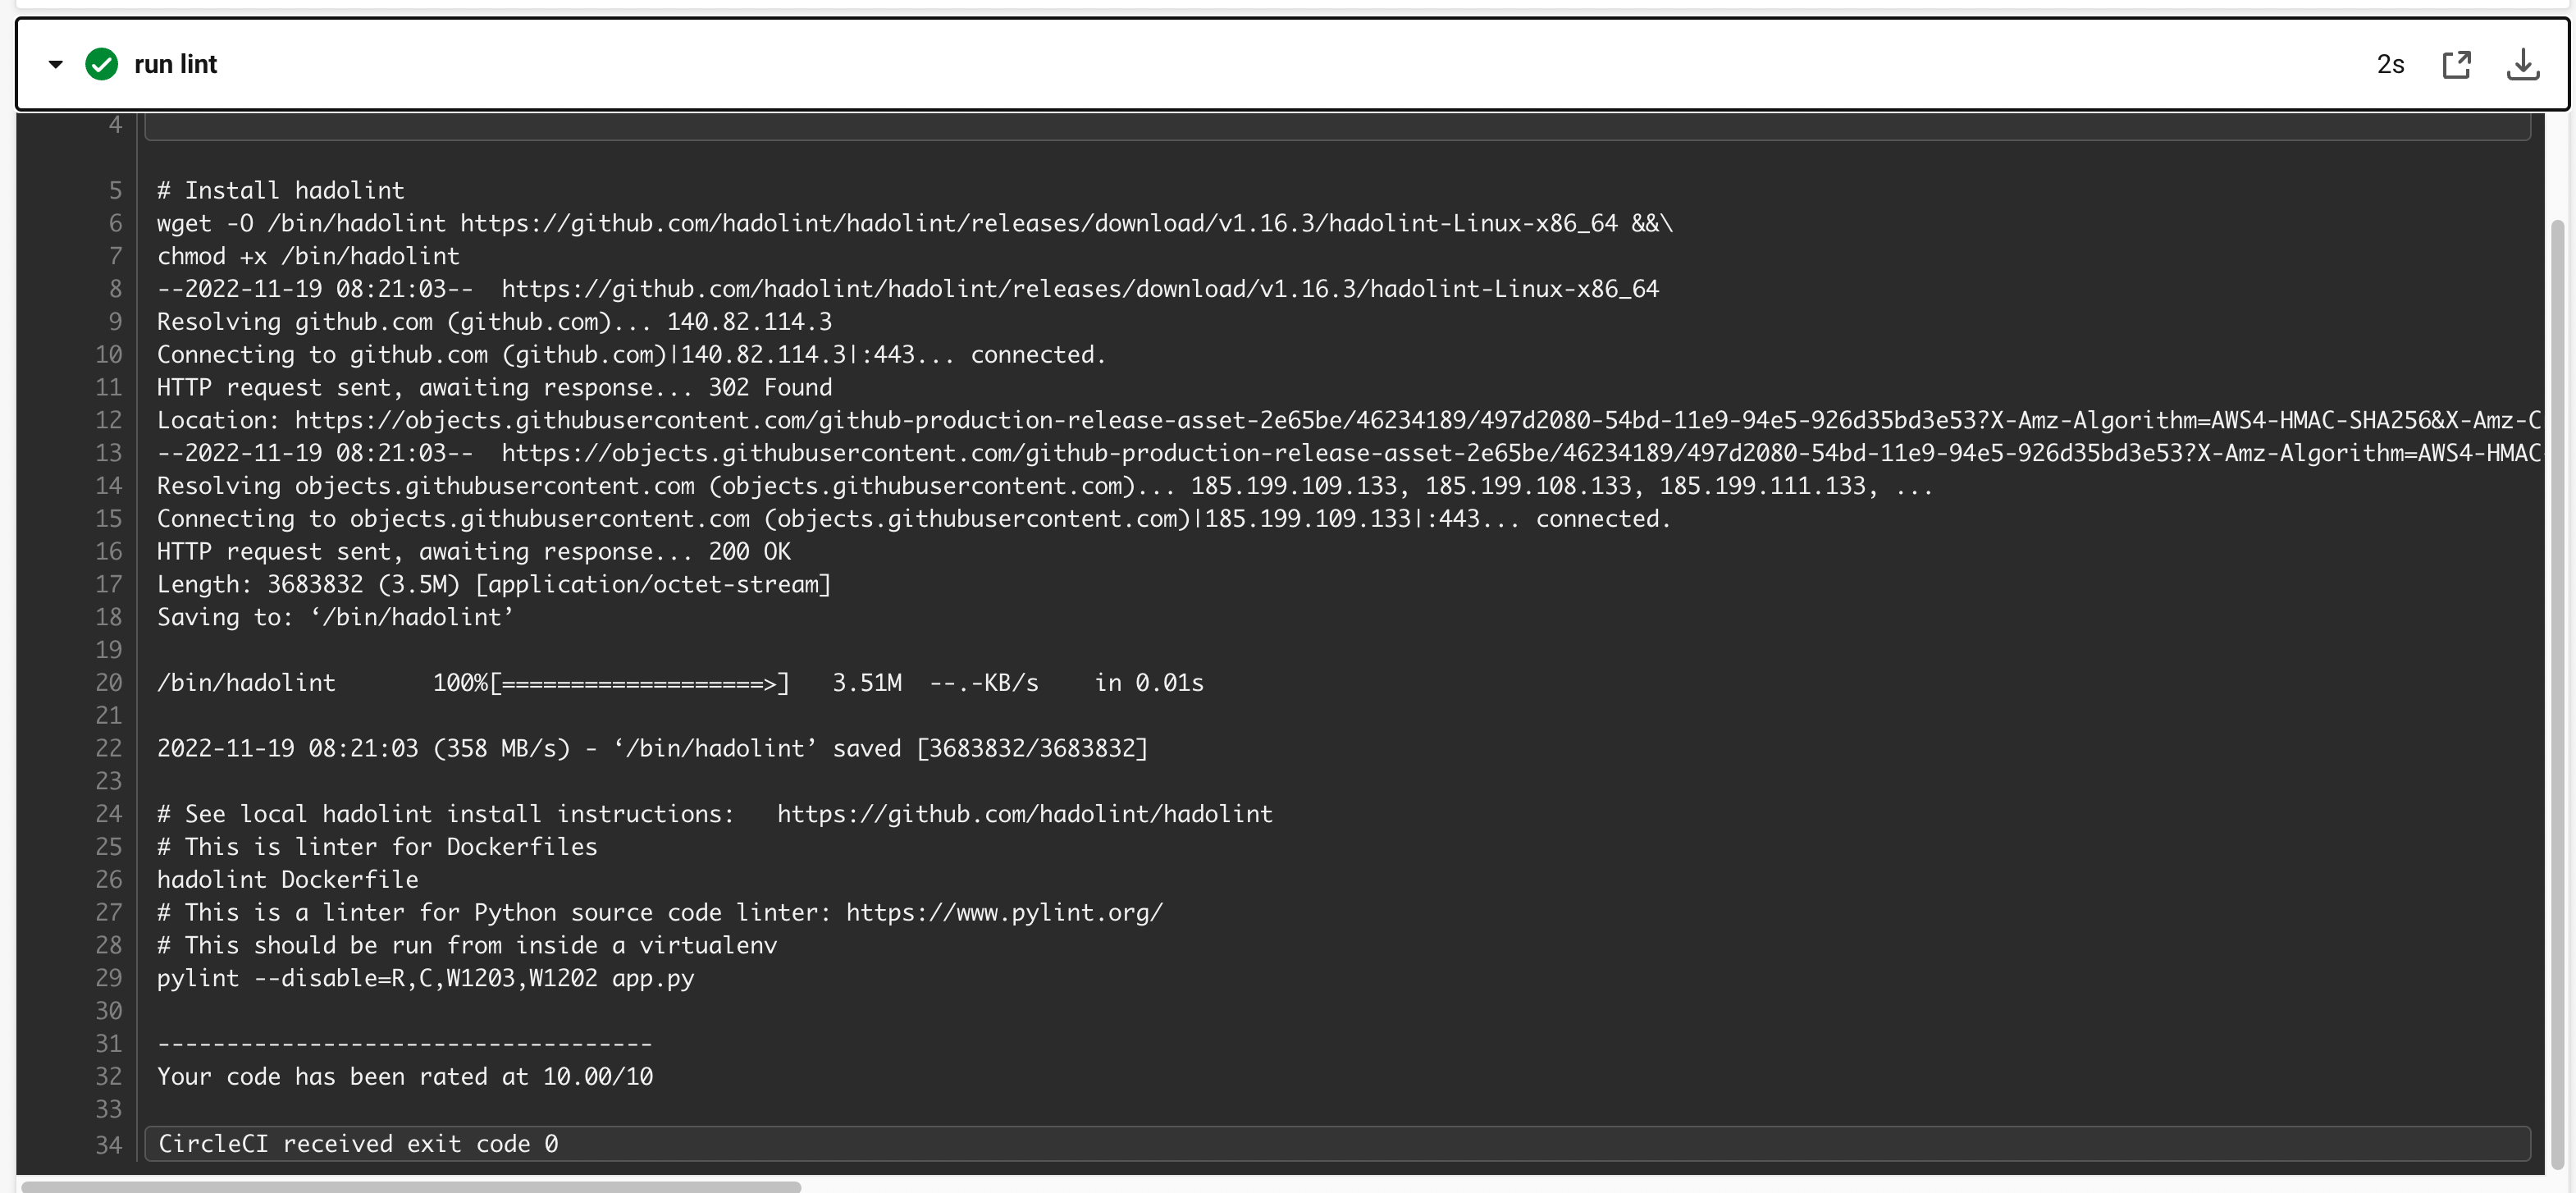 run lint
2s
4
5 # Install hadolint
6 wget -O /bin/hadolint https://github.com/hadolint/hadolint/releases/download/v1.16.3/hadolint-Linux-x86_64 &&\
7 chmod +x /bin/hadolint
8 --2022-11-19 08:21:03--  https://github.com/hadolint/hadolint/releases/download/v1.16.3/hadolint-Linux-x86_64
9 Resolving github.com (github.com)... 140.82.114.3
10 Connecting to github.com (github.com)|140.82.114.3|:443... connected.
11 HTTP request sent, awaiting response... 302 Found
12 Location: https://objects.githubusercontent.com/github-production-release-asset-2e65be/46234189/497d2080-54bd-11e9-94e5-926d35bd3e53?X-Amz-Algorithm=AWS4-HMAC-SHA256&X-Amz-C
13 --2022-11-19 08:21:03--  https://objects.githubusercontent.com/github-production-release-asset-2e65be/46234189/497d2080-54bd-11e9-94e5-926d35bd3e53?X-Amz-Algorithm=AWS4-HMAC-
14 Resolving objects.githubusercontent.com (objects.githubusercontent.com)... 185.199.109.133, 185.199.108.133, 185.199.111.133, ...
15 Connecting to objects.githubusercontent.com (objects.githubusercontent.com)|185.199.109.133|:443... connected.
16 HTTP request sent, awaiting response... 200 OK
17 Length: 3683832 (3.5M) [application/octet-stream]
18 Saving to: ‘/bin/hadolint’
19
20 /bin/hadolint       100%[===================>]   3.51M  --.-KB/s    in 0.01s
21
22 2022-11-19 08:21:03 (358 MB/s) - ‘/bin/hadolint’ saved [3683832/3683832]
23
24 # See local hadolint install instructions:   https://github.com/hadolint/hadolint
25 # This is linter for Dockerfiles
26 hadolint Dockerfile
27 # This is a linter for Python source code linter: https://www.pylint.org/
28 # This should be run from inside a virtualenv
29 pylint --disable=R,C,W1203,W1202 app.py
30
31 ------------------------------------
32 Your code has been rated at 10.00/10
33
34 CircleCI received exit code 0